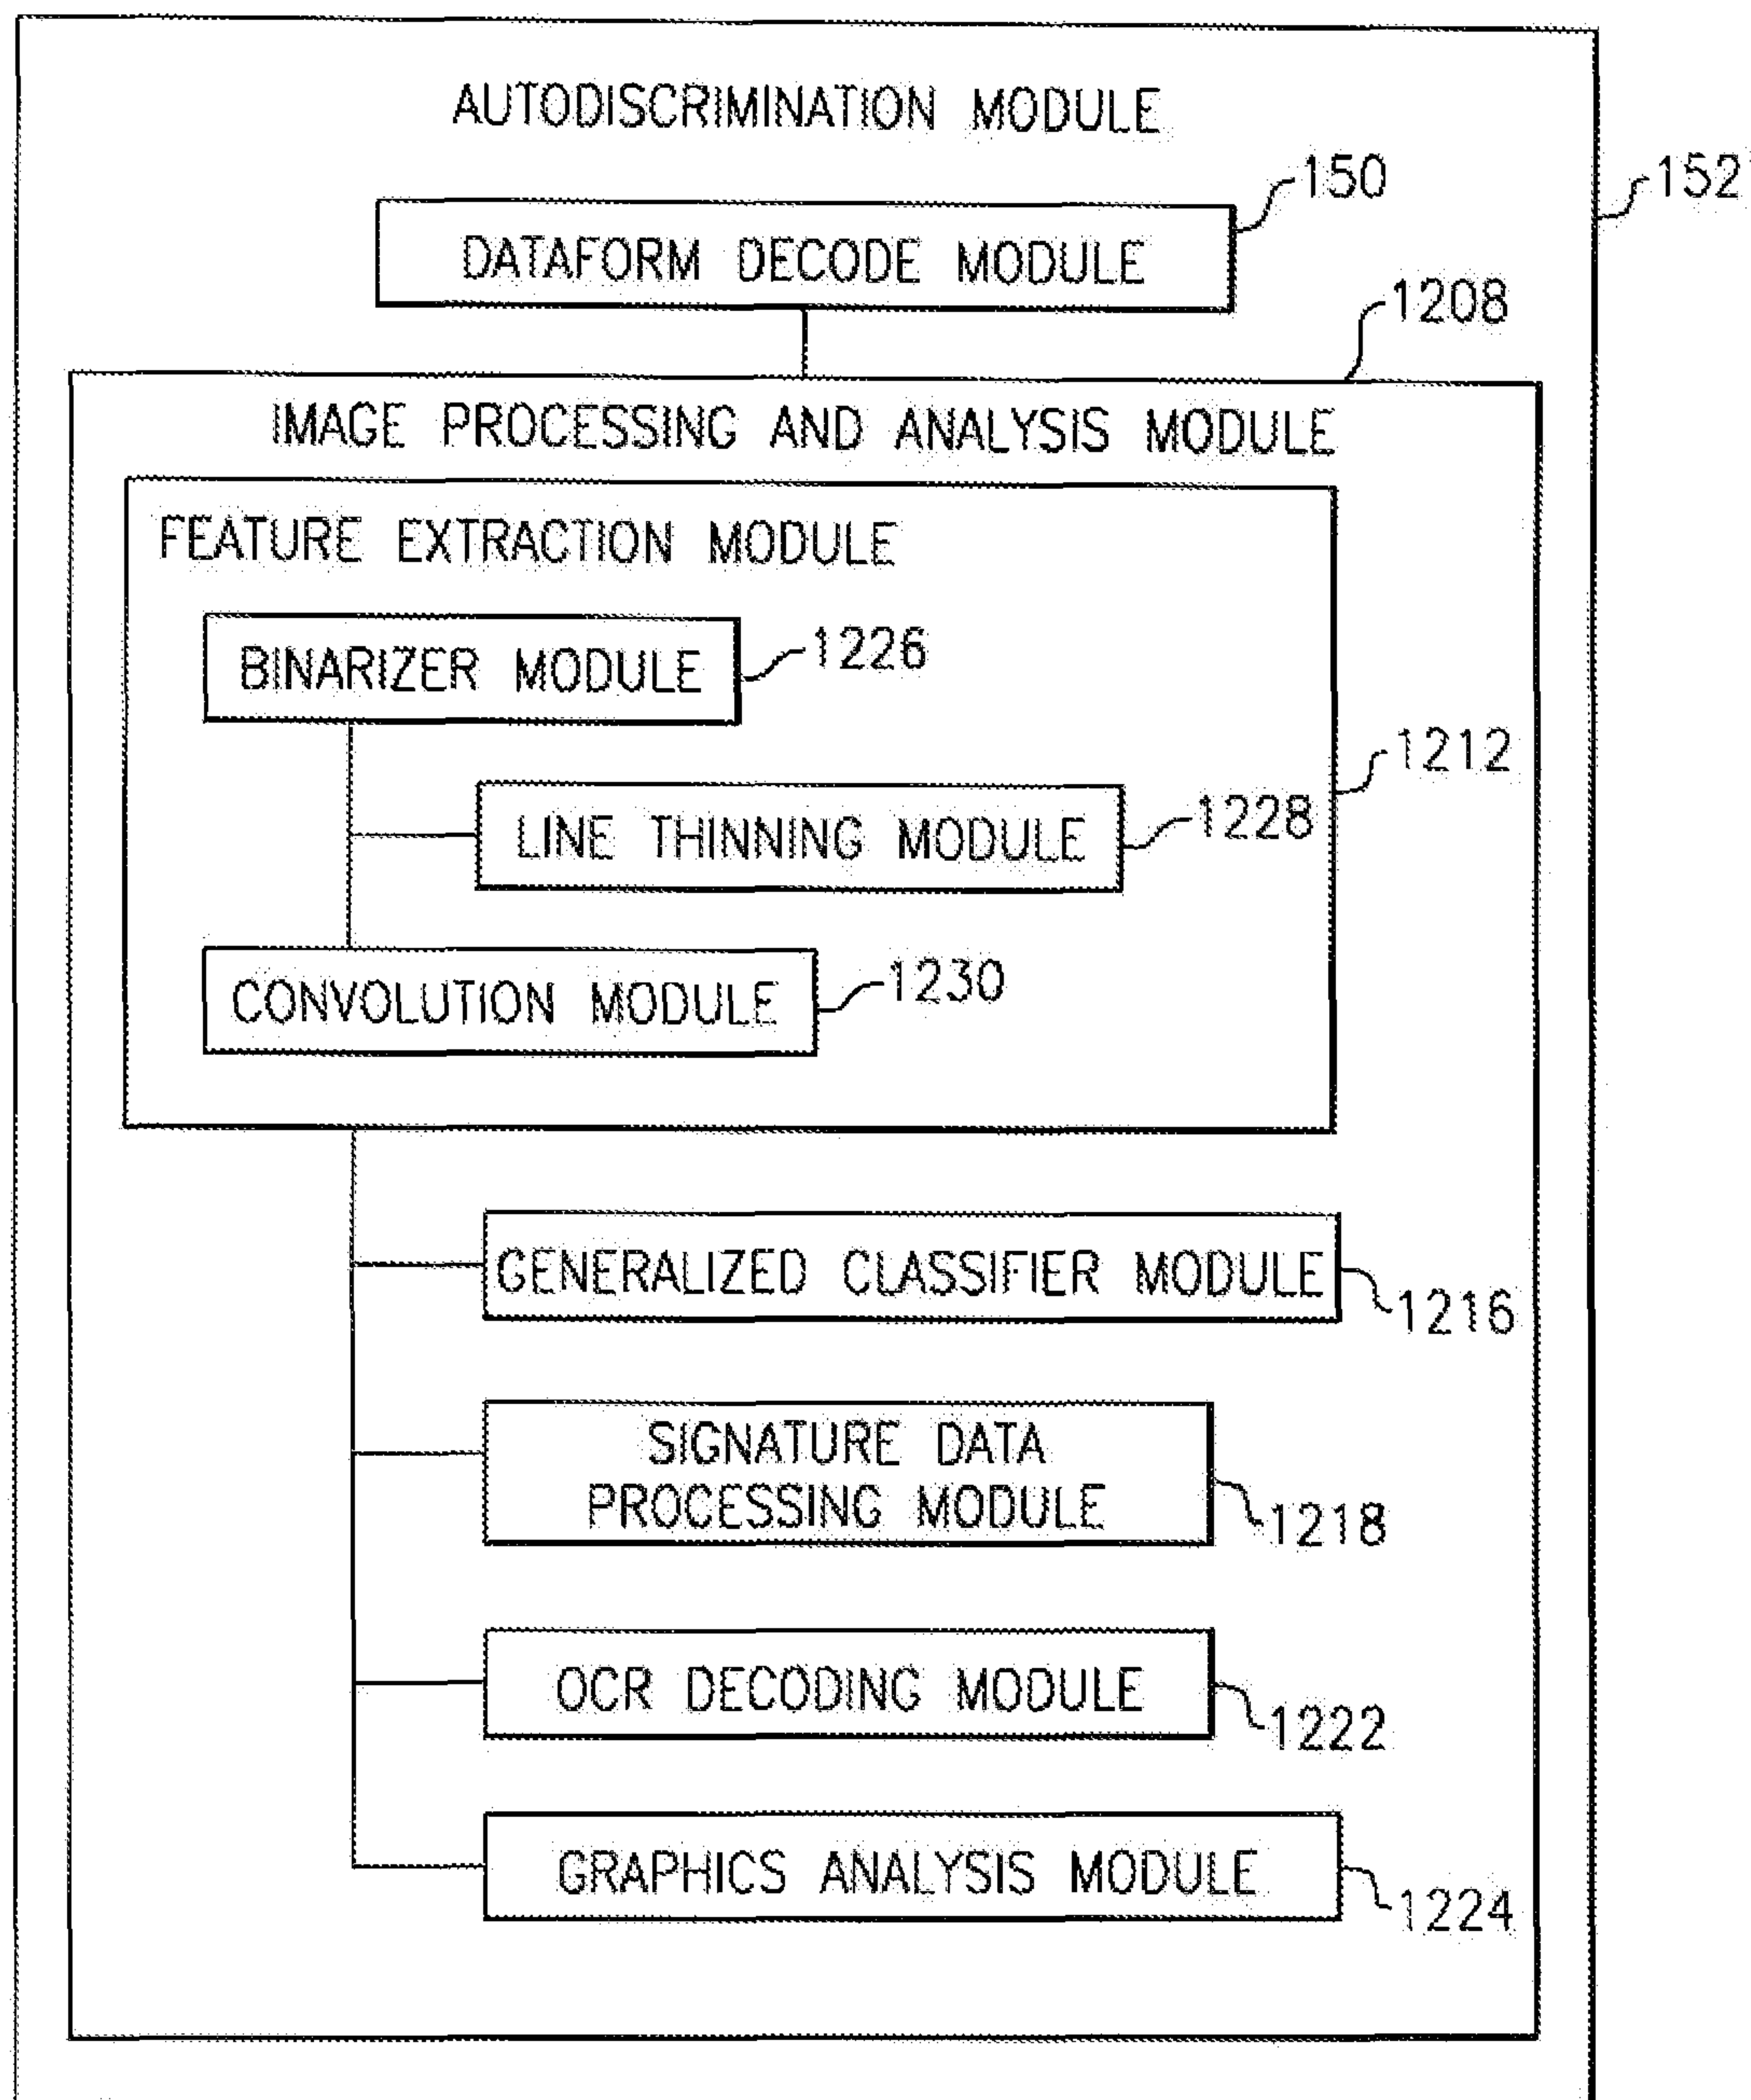 AUTODISCRIMINATION MODULE
150
152
DATAFORM DECODE MODULE
1208
IMAGE PROCESSING AND ANALYSIS MODULE
FEATURE EXTRACTION MODULE
1226
BINARIZER MODULE
1212
1228
LINE THINNING MODULE
1230
CONVOLUTION MODULE
GENERALIZED CLASSIFIER MODULE
1216
SIGNATURE DATA
PROCESSING MODULE
1218
OCR DECODING MODULE
1222
GRAPHICS ANALYSIS MODULE
1224